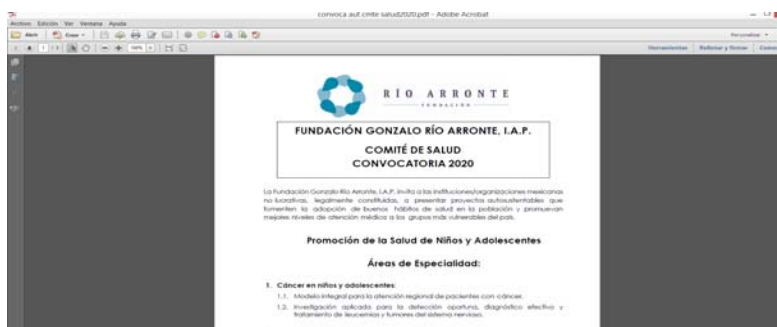 convoca aut cmte salud2020.pdf - Adobe Acrobat
Archivo Edición Ver Ventana Ayuda
Abrir Crear
Personalizar
Herramientas Rellenar y firmar
RÍO ARRONTE
FUNDACIÓN
FUNDACIÓN GONZALO RÍO ARRONTE, I.A.P.
COMITÉ DE SALUD
CONVOCATORIA 2020
La Fundación Gonzalo Río Arronte, I.A.P. invita a las instituciones/organizaciones mexicanas
no lucrativas, legalmente constituidas, a presentar proyectos autosustentables que
fomenten la adopción de buenos hábitos de salud en la población y promuevan
mejores niveles de atención médica a los grupos más vulnerables del país.
Promoción de la Salud de Niños y Adolescentes
Áreas de Especialidad:
1. Cáncer en niños y adolescentes:
1.1. Modelo integral para la atención regional de pacientes con cáncer.
1.2. Investigación aplicada para la detección oportuna, diagnóstico efectivo y
tratamiento de leucemias y tumores del sistema nervioso.